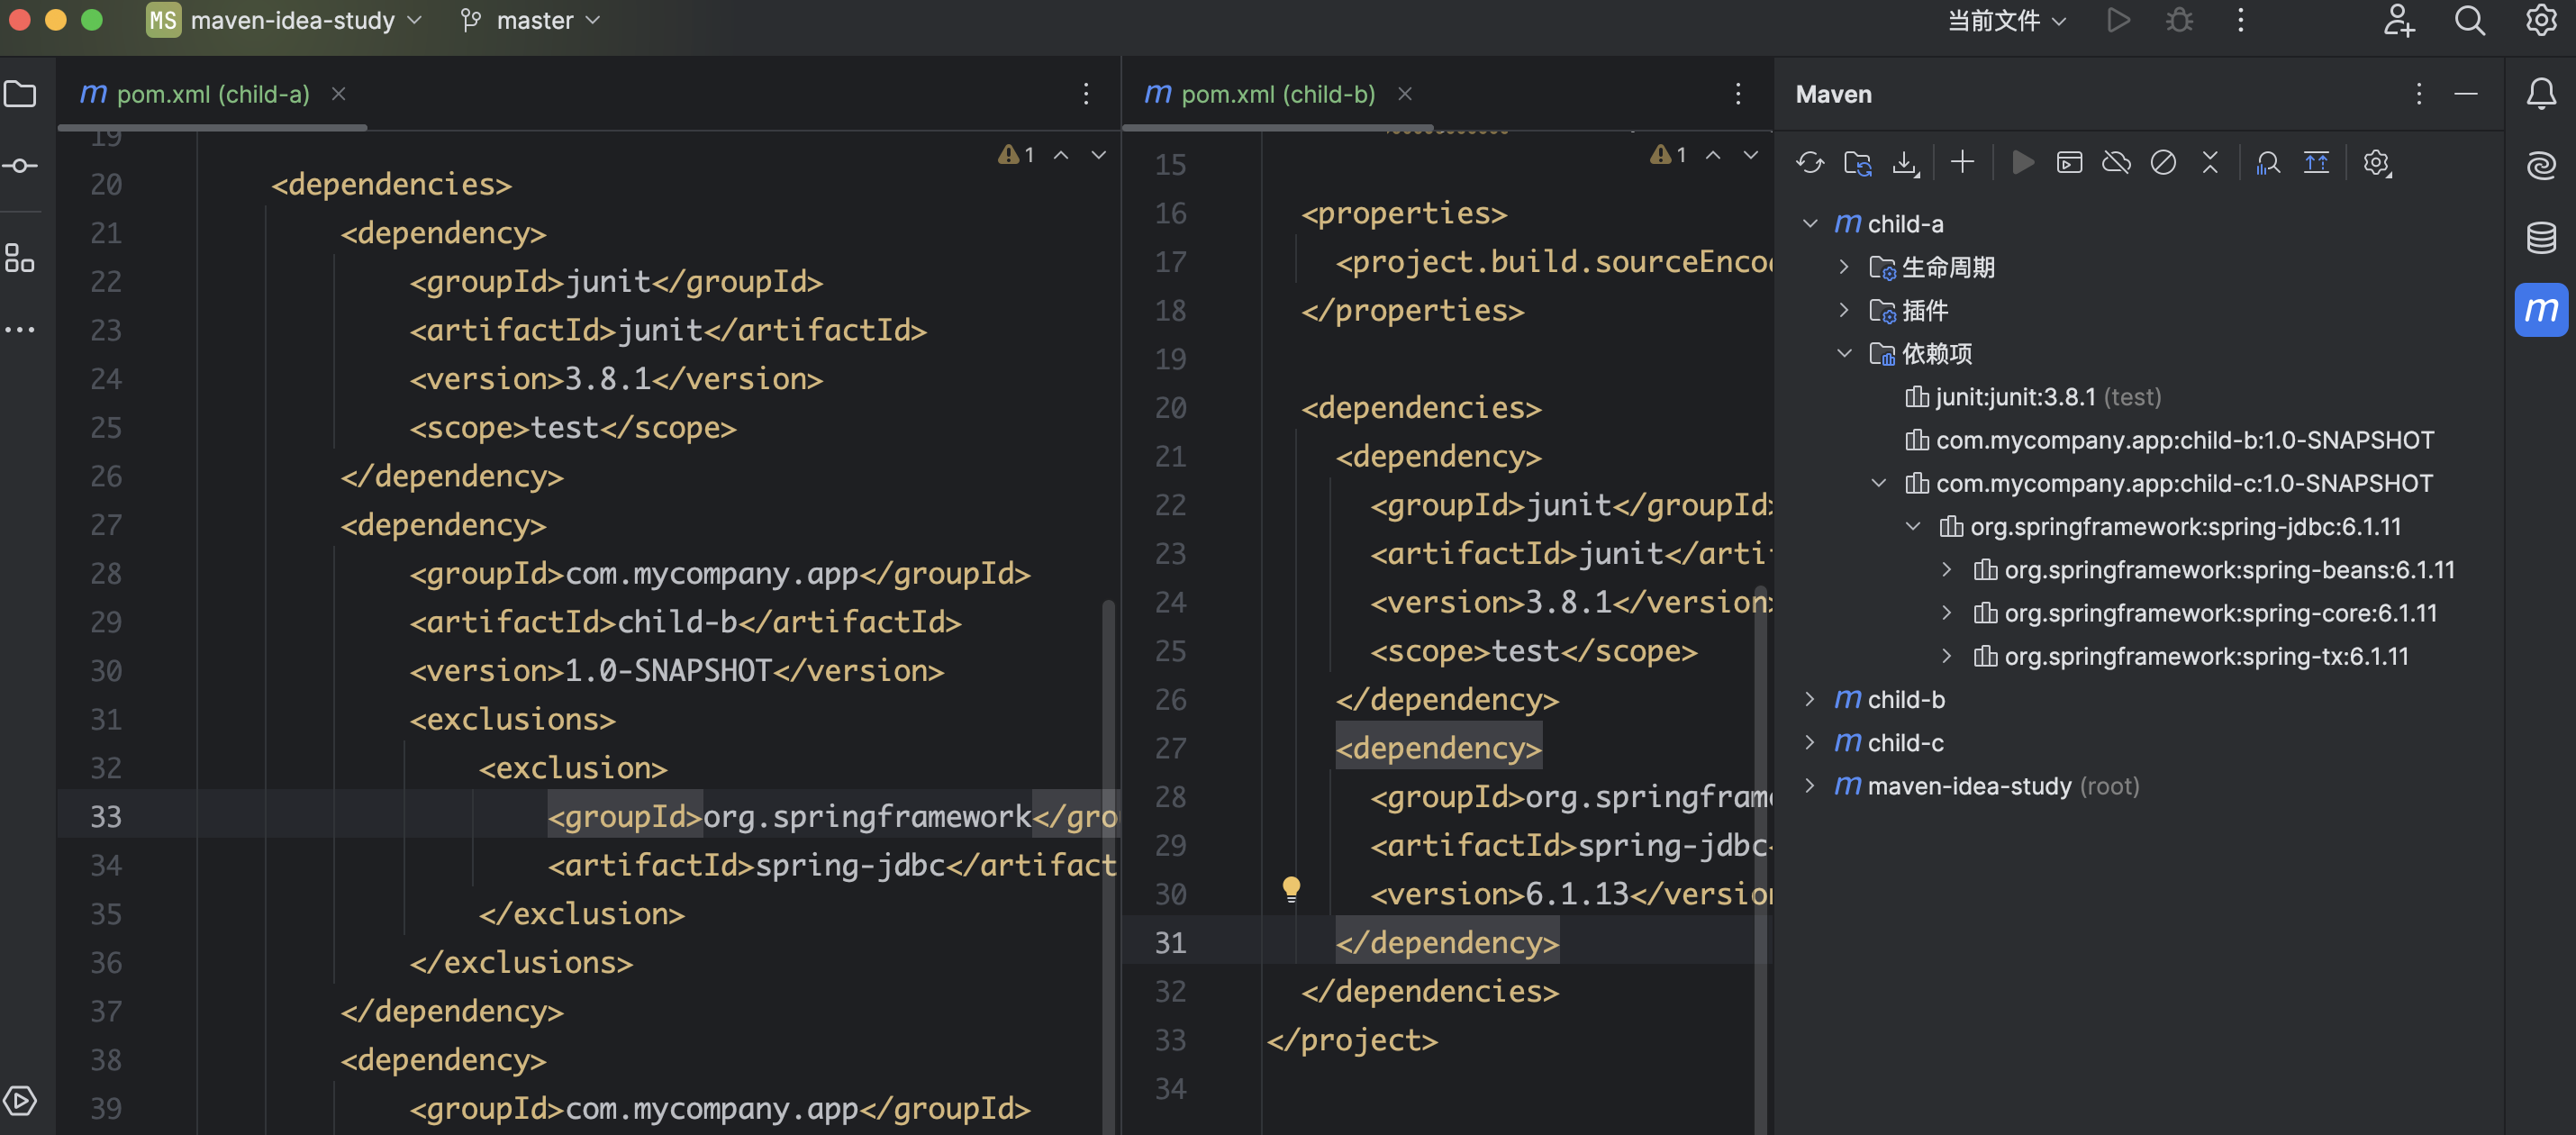 MS maven-idea-study master 当前文件
pom.xml (child-a)
19
1
20 <dependencies>
21 <dependency>
22 <groupId>junit</groupId>
23 <artifactId>junit</artifactId>
24 <version>3.8.1</version>
25 <scope>test</scope>
26 </dependency>
27 <dependency>
28 <groupId>com.mycompany.app</groupId>
29 <artifactId>child-b</artifactId>
30 <version>1.0-SNAPSHOT</version>
31 <exclusions>
32 <exclusion>
33 <groupId>org.springframework</gro
34 <artifactId>spring-jdbc</artifact
35 </exclusion>
36 </exclusions>
37 </dependency>
38 <dependency>
39 <groupId>com.mycompany.app</groupId>
pom.xml (child-b)
1
15
16 <properties>
17 <project.build.sourceEnco
18 </properties>
19
20 <dependencies>
21 <dependency>
22 <groupId>junit</groupId>
23 <artifactId>junit</arti
24 <version>3.8.1</version>
25 <scope>test</scope>
26 </dependency>
27 <dependency>
28 <groupId>org.springfram
29 <artifactId>spring-jdbc<
30 <version>6.1.13</versio
31 </dependency>
32 </dependencies>
33 </project>
34
Maven
m child-a
生命周期
插件
依赖项
junit:junit:3.8.1 (test)
com.mycompany.app:child-b:1.0-SNAPSHOT
com.mycompany.app:child-c:1.0-SNAPSHOT
org.springframework:spring-jdbc:6.1.11
org.springframework:spring-beans:6.1.11
org.springframework:spring-core:6.1.11
org.springframework:spring-tx:6.1.11
m child-b
m child-c
m maven-idea-study (root)
m